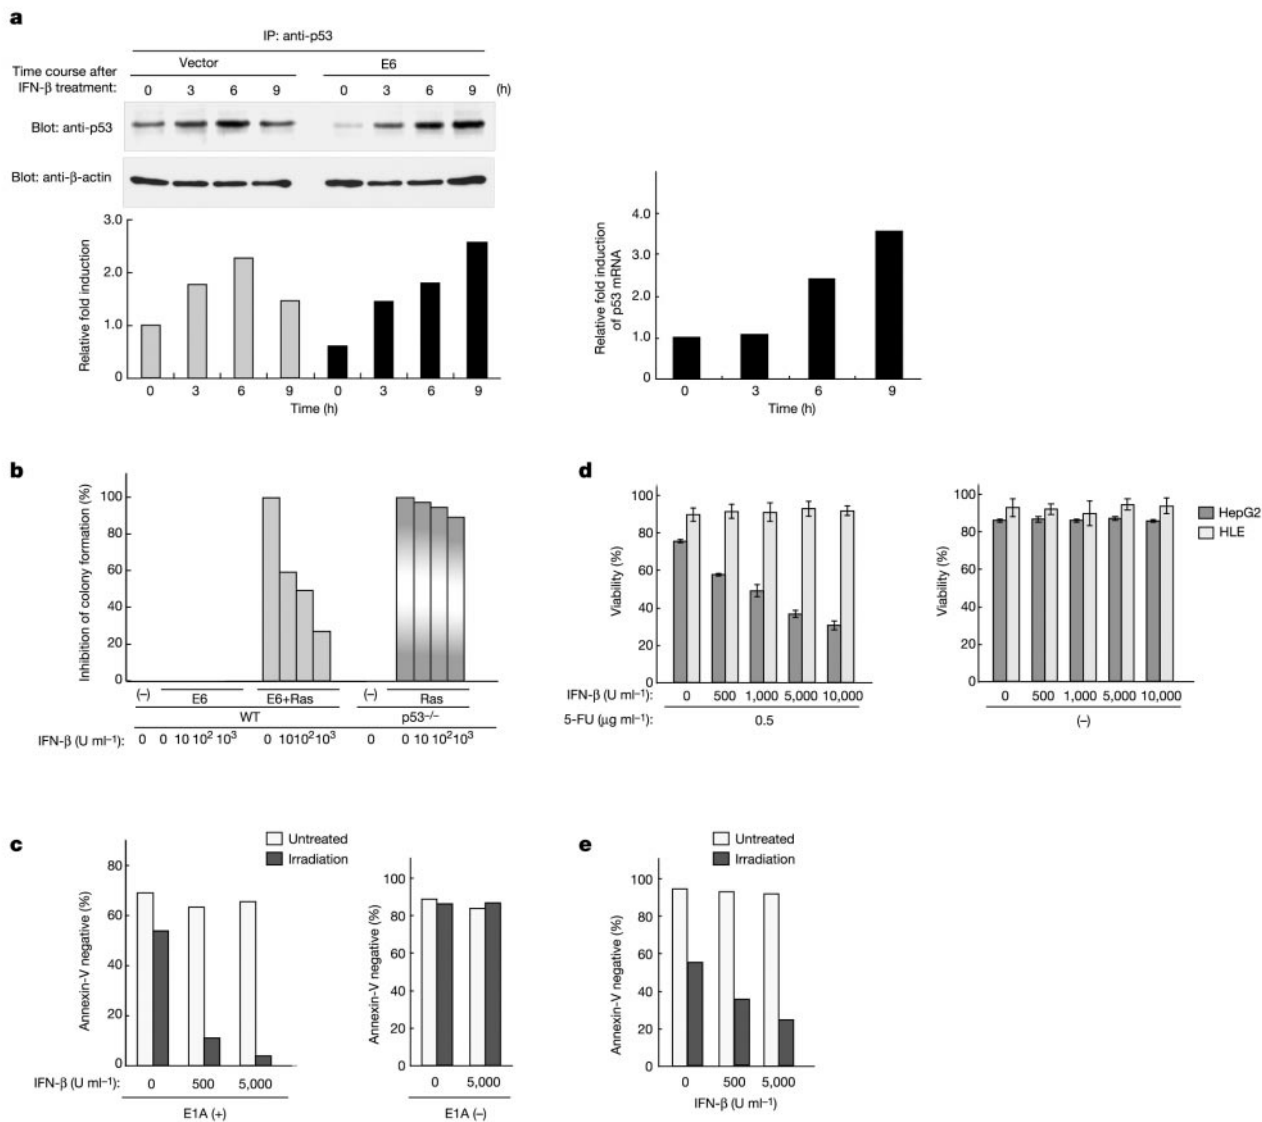 a
IP: anti-p53
Vector E6
Time course after IFN-β treatment: 0 3 6 9 0 3 6 9 (h)
Blot: anti-p53
Blot: anti-β-actin
Relative fold induction
3.0
2.0
1.0
0
0 3 6 9 0 3 6 9
Time (h)
Relative fold induction of p53 mRNA
4.0
3.0
2.0
1.0
0
0 3 6 9
Time (h)
b
Inhibition of colony formation (%)
100
80
60
40
20
0
(–) E6 E6+Ras (–) Ras
WT p53–/–
IFN-β (U ml–1): 0 0 10 10² 10³ 0 10 10² 10³ 0 0 10 10² 10³
d
Viability (%)
100
80
60
40
20
0
IFN-β (U ml–1): 0 500 1,000 5,000 10,000
5-FU (μg ml–1): 0.5
Viability (%)
100
80
60
40
20
0
0 500 1,000 5,000 10,000
(–)
HepG2
HLE
c
Untreated
Irradiation
Annexin-V negative (%)
80
60
40
20
0
IFN-β (U ml–1): 0 500 5,000
E1A (+)
Annexin-V negative (%)
100
80
60
40
20
0
0 5,000
E1A (–)
e
Untreated
Irradiation
Annexin-V negative (%)
100
80
60
40
20
0
0 500 5,000
IFN-β (U ml–1)